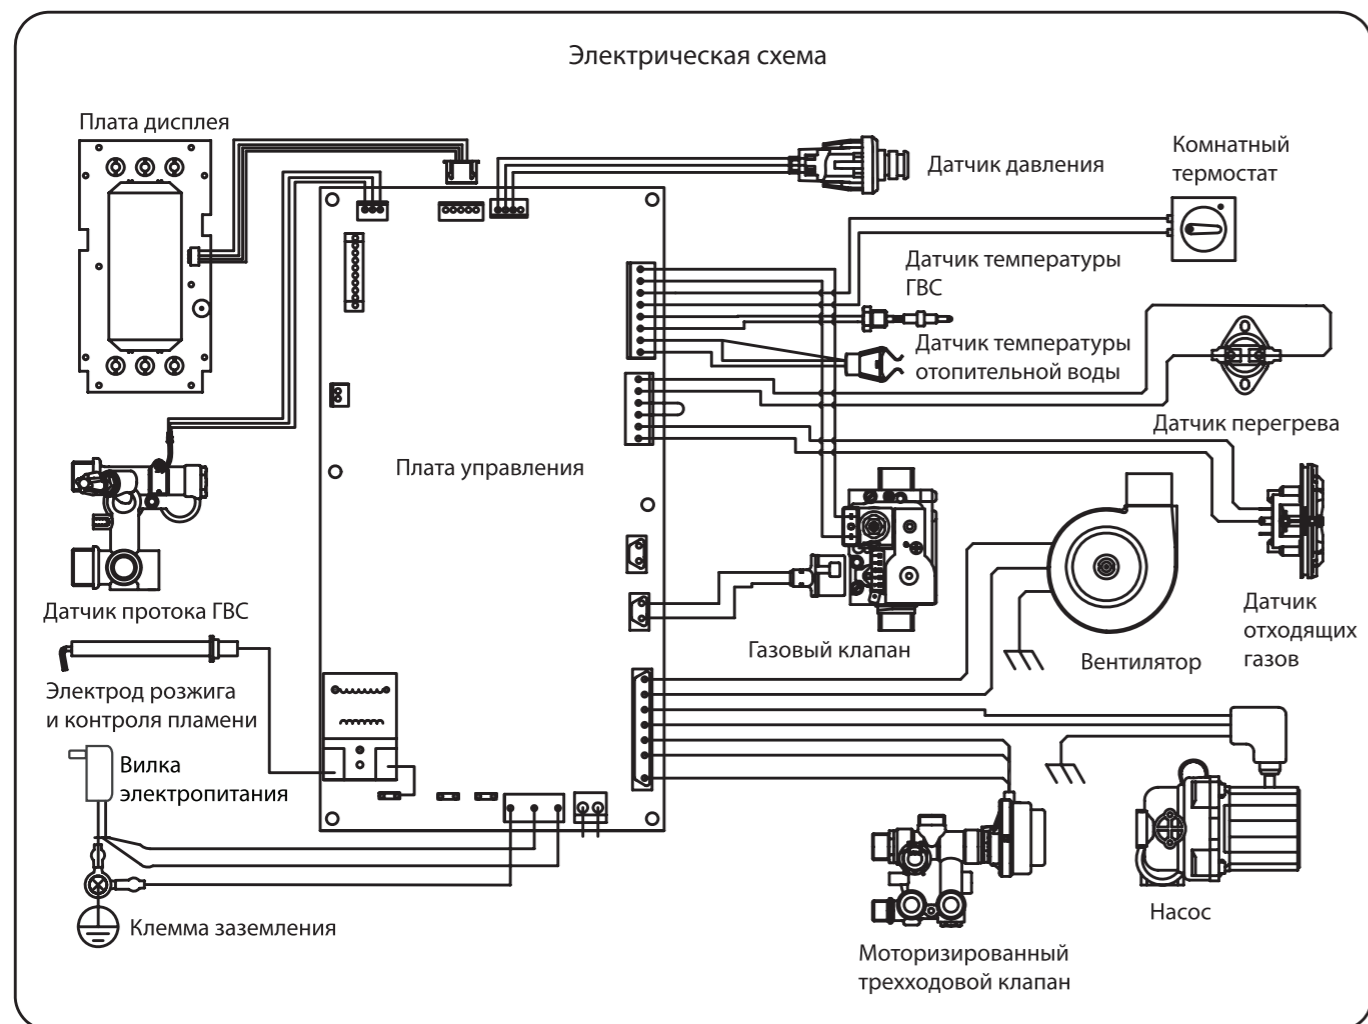 Электрическая схема
Плата дисплея
Датчик давления
Комнатный
термостат
Датчик температуры
ГВС
Датчик температуры
отопительной воды
Датчик перегрева
Плата управления
Датчик протока ГВС
Газовый клапан
Вентилятор
Датчик
отходящих
газов
Электрод розжига
и контроля пламени
Вилка
электропитания
Клемма заземления
Насос
Моторизированный
трехходовой клапан